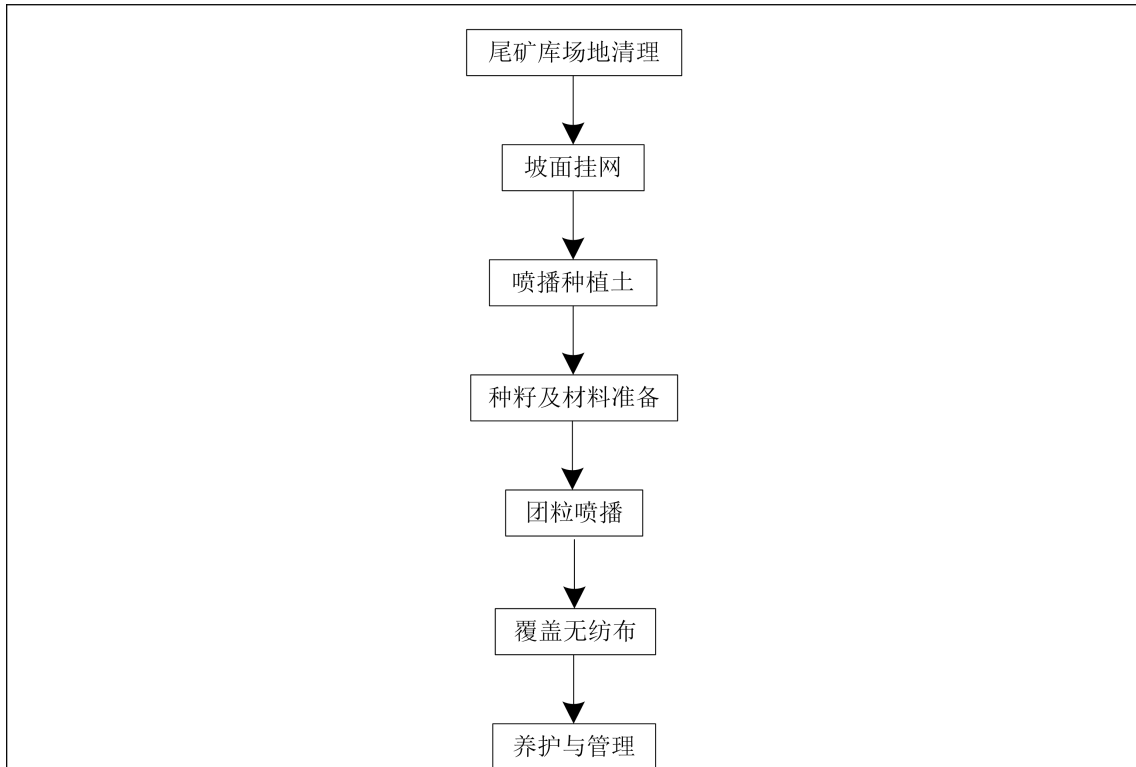 尾矿库场地清理
坡面挂网
喷播种植土
种籽及材料准备
团粒喷播
覆盖无纺布
养护与管理